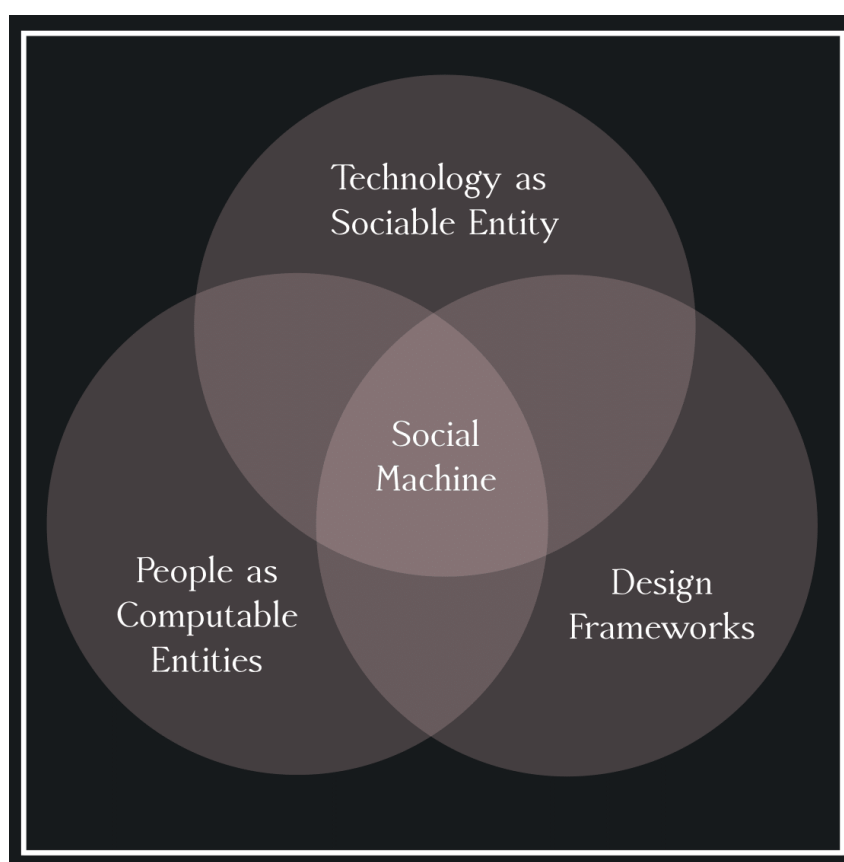 Technology as
Sociable Entity
Social
Machine
People as
Computable
Entities
Design
Frameworks